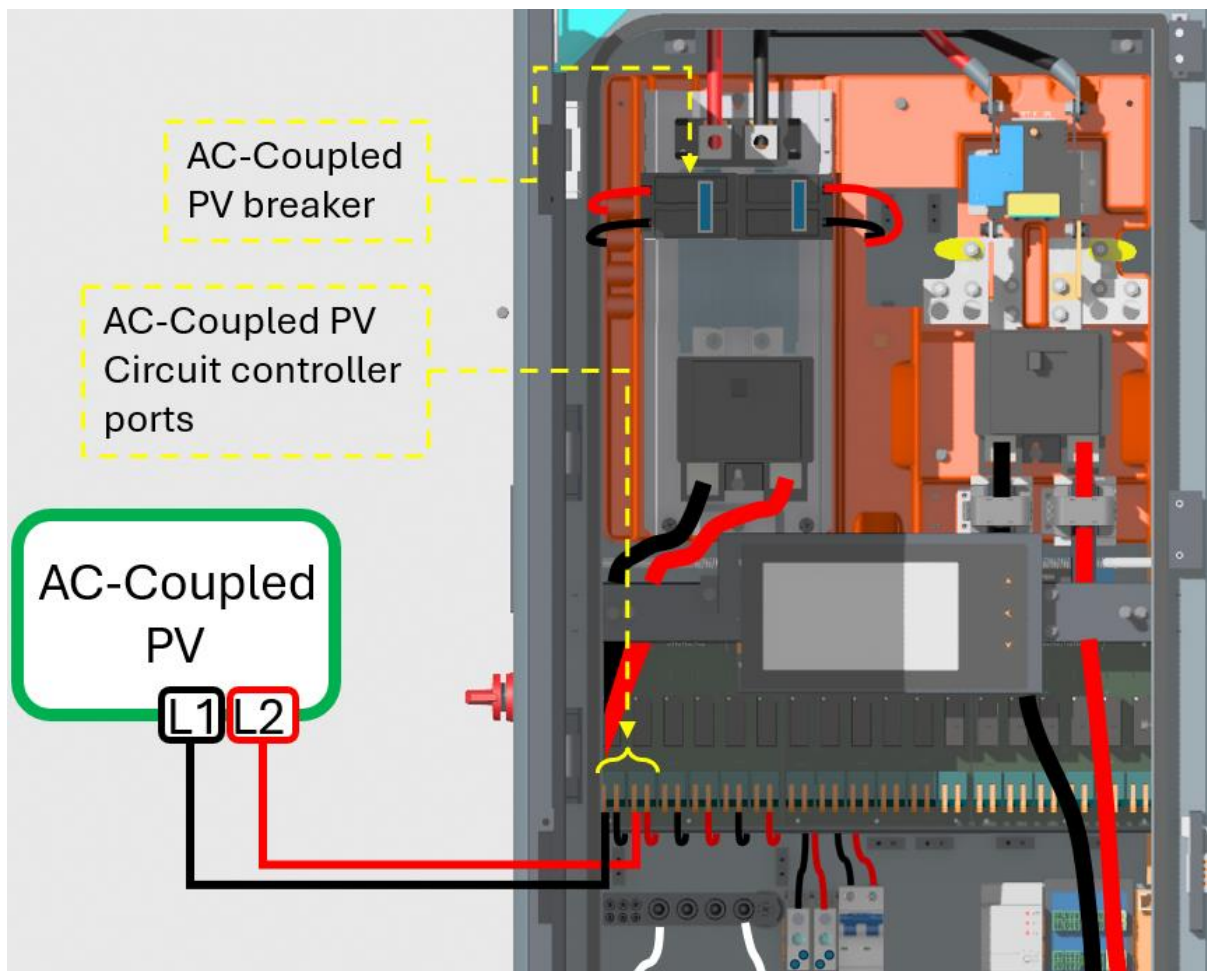 AC-Coupled
PV breaker
AC-Coupled PV
Circuit controller
ports
AC-Coupled
PV
L1 L2